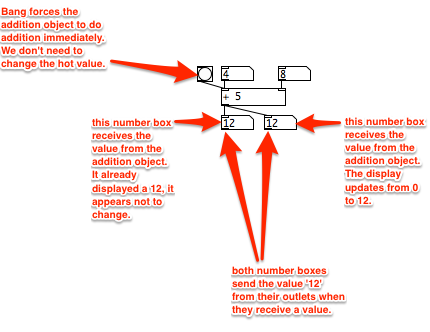 Bang forces the
addition object to do
addition immediately.
We don't need to
change the hot value.
4
8
+ 5
12
12
this number box
receives the
value from the
addition object.
It already
displayed a 12, it
appears not to
change.
this number box
receives the
value from the
addition object.
The display
updates from 0
to 12.
both number boxes
send the value '12'
from their outlets when
they receive a value.